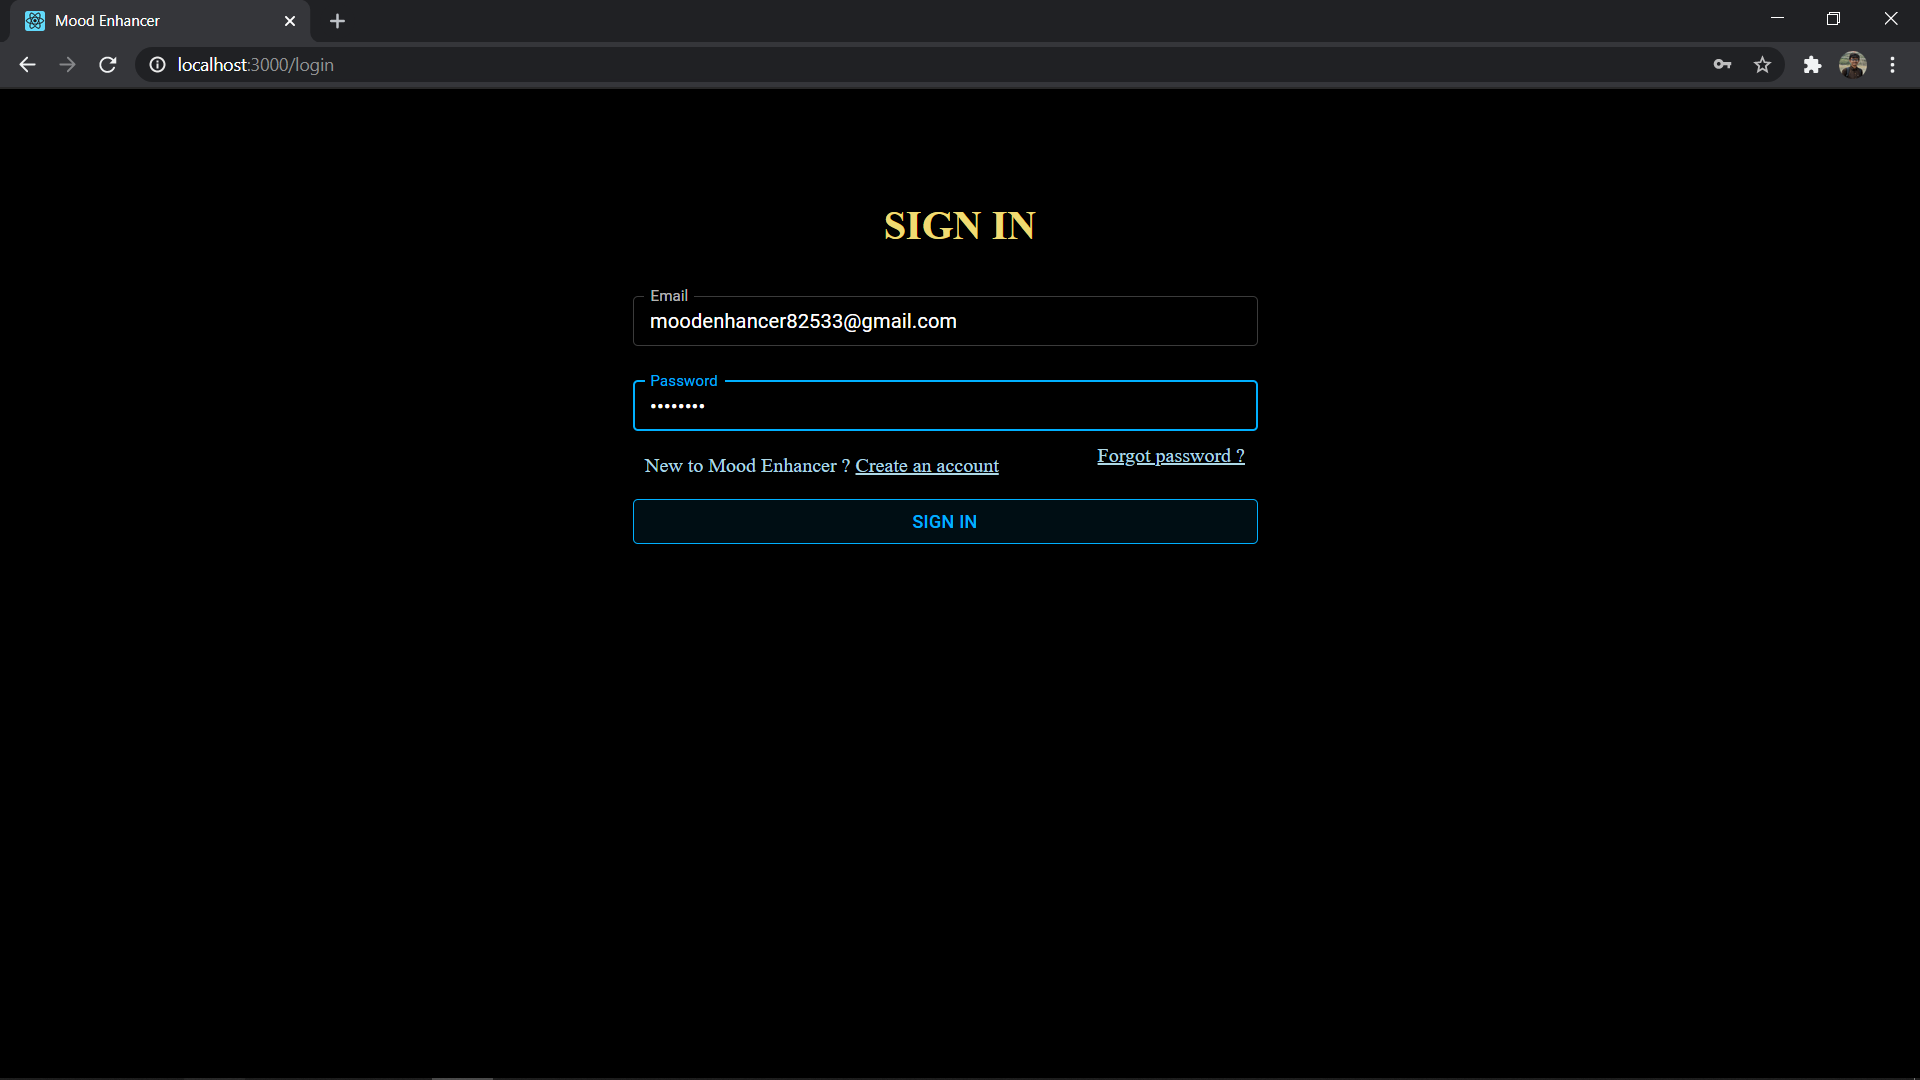 Mood Enhancer
localhost:3000/login
SIGN IN
Email
moodenhancer82533@gmail.com
Password
••••••••
New to Mood Enhancer ? Create an account
Forgot password ?
SIGN IN